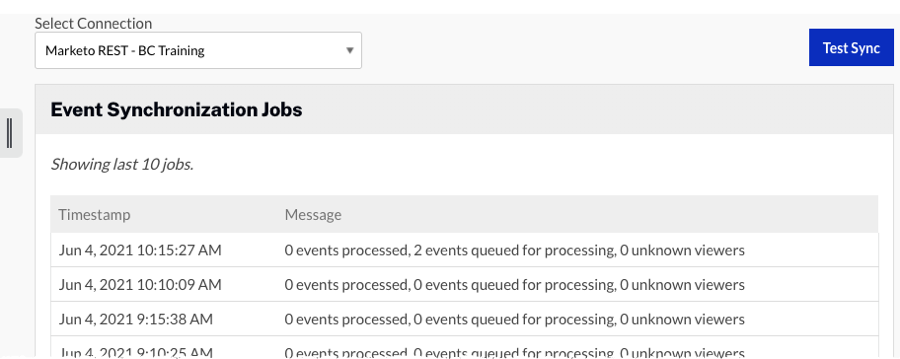 Select Connection
Marketo REST - BC Training
Test Sync
Event Synchronization Jobs
Showing last 10 jobs.
Timestamp Message
Jun 4, 2021 10:15:27 AM 0 events processed, 2 events queued for processing, 0 unknown viewers
Jun 4, 2021 10:10:09 AM 0 events processed, 0 events queued for processing, 0 unknown viewers
Jun 4, 2021 9:15:38 AM 0 events processed, 0 events queued for processing, 0 unknown viewers
Jun 4, 2021 9:10:25 AM 0 events processed, 0 events queued for processing, 0 unknown viewers